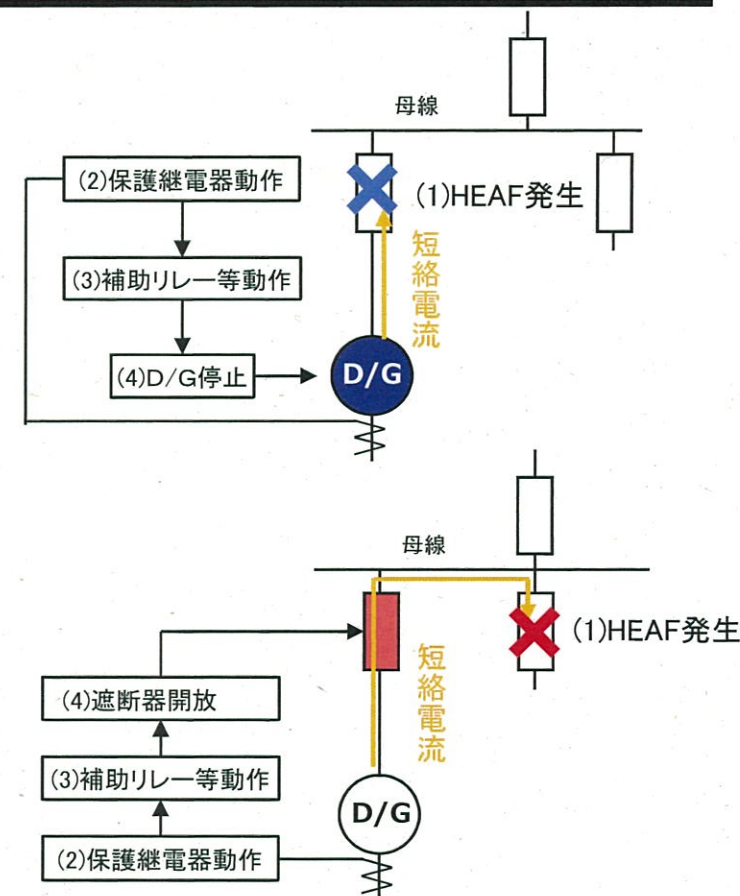 母線
(2)保護継電器動作
(1)HEAF発生
短絡電流
(3)補助リレー等動作
(4)D/G停止
D/G
母線
(1)HEAF発生
短絡電流
(4)遮断器開放
(3)補助リレー等動作
D/G
(2)保護継電器動作